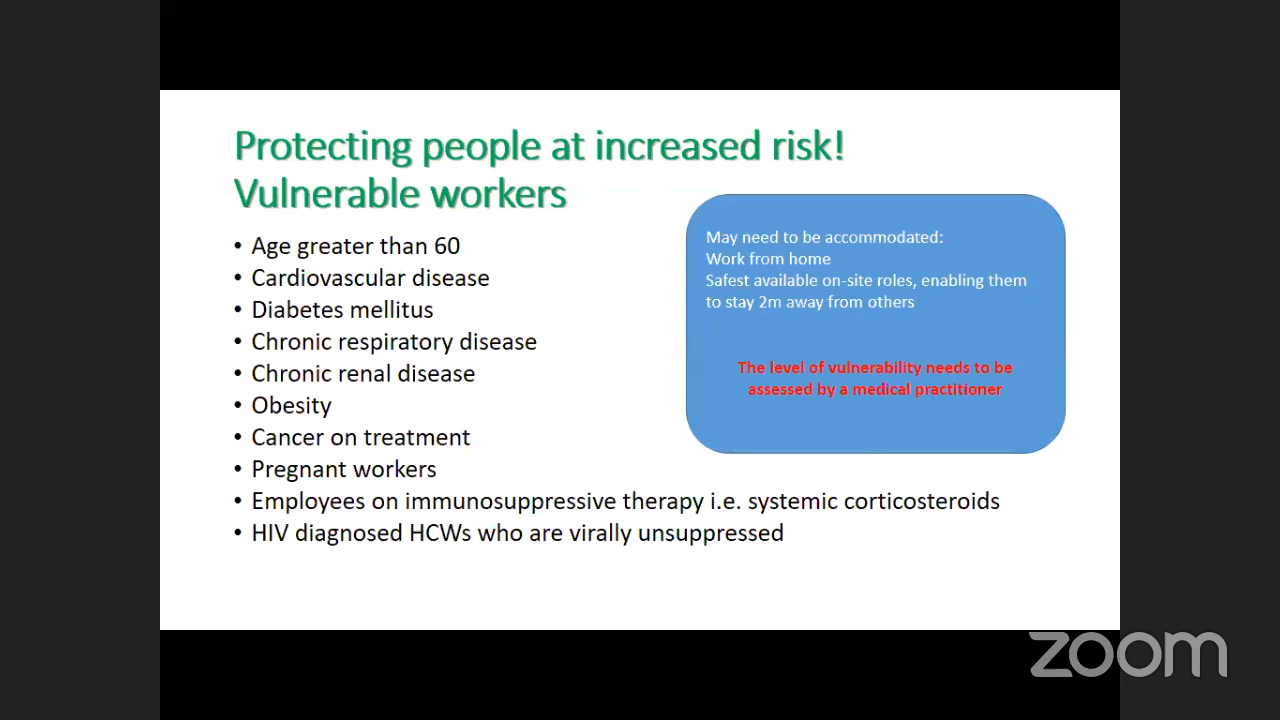 Protecting people at increased risk!
Vulnerable workers
• Age greater than 60
• Cardiovascular disease
• Diabetes mellitus
• Chronic respiratory disease
• Chronic renal disease
• Obesity
• Cancer on treatment
• Pregnant workers
• Employees on immunosuppressive therapy i.e. systemic corticosteroids
• HIV diagnosed HCWs who are virally unsuppressed
May need to be accommodated:
Work from home
Safest available on-site roles, enabling them
to stay 2m away from others
The level of vulnerability needs to be
assessed by a medical practitioner
zoom